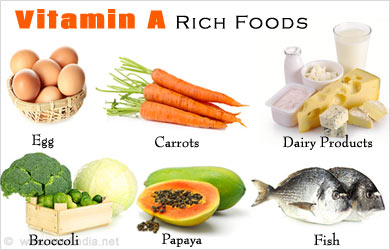 Vitamin A Rich Foods
Egg
Carrots
Dairy Products
Broccoli
Papaya
Fish